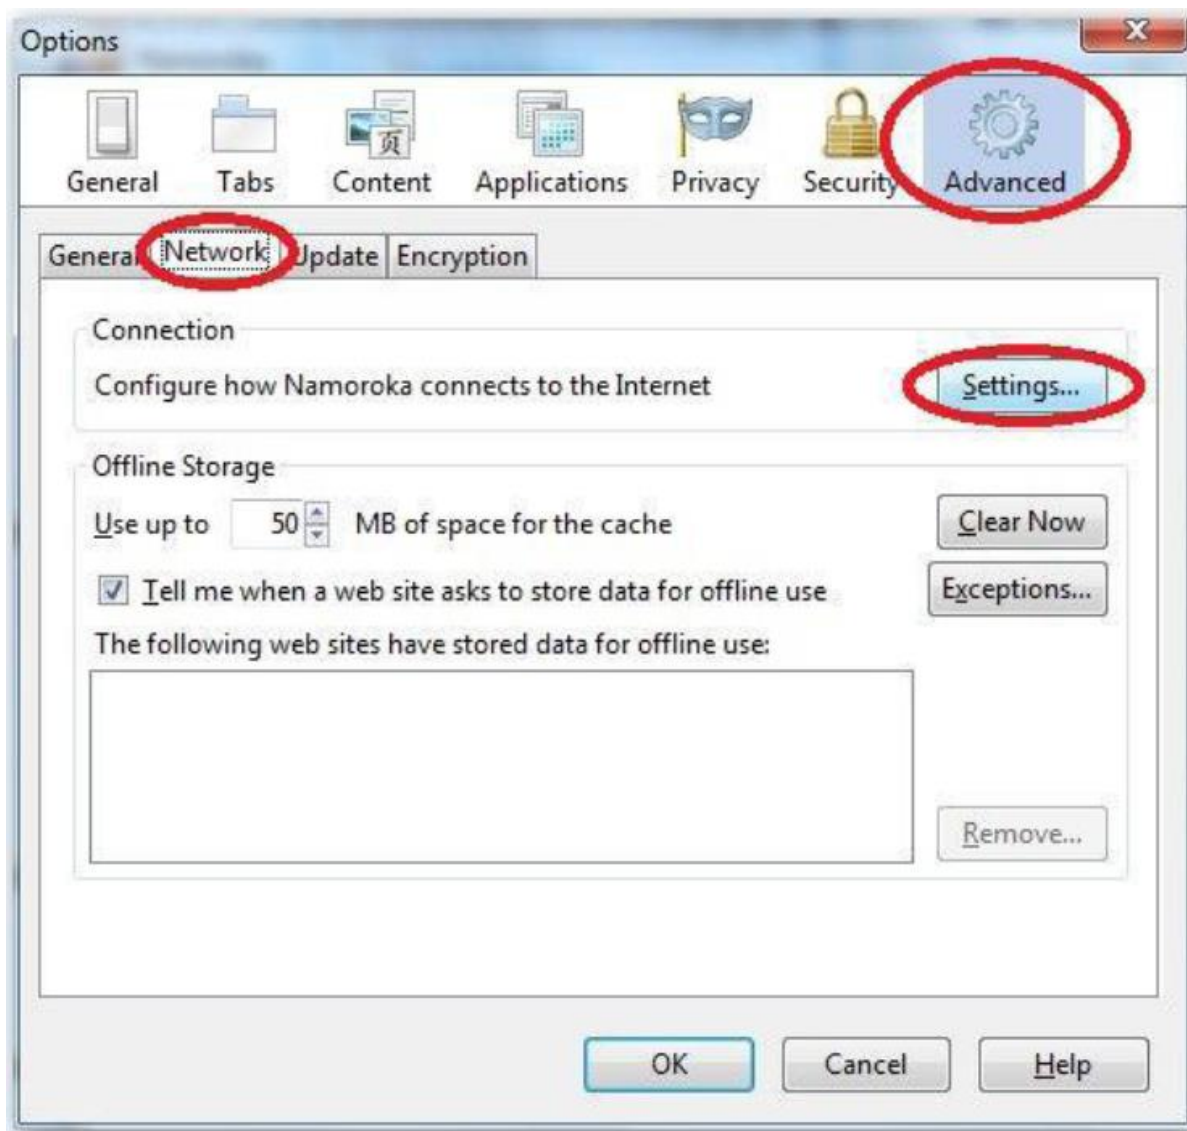 Options
X
页
General Tabs Content Applications Privacy Security Advanced
General Network Update Encryption
Connection
Configure how Namoroka connects to the Internet Settings...
Offline Storage
Use up to 50 MB of space for the cache Clear Now
Tell me when a web site asks to store data for offline use Exceptions...
The following web sites have stored data for offline use:
Remove...
OK Cancel Help